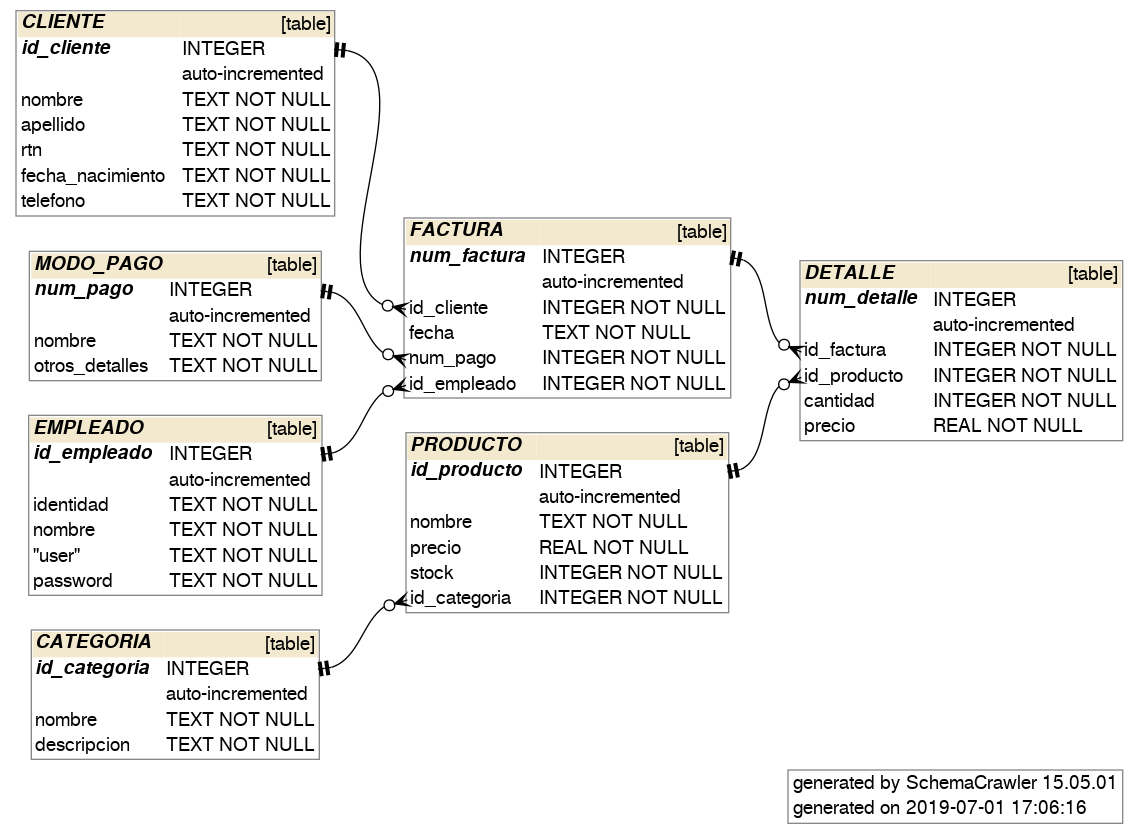 CLIENTE [table]
id_cliente INTEGER
auto-incremented
nombre TEXT NOT NULL
apellido TEXT NOT NULL
rtn TEXT NOT NULL
fecha_nacimiento TEXT NOT NULL
telefono TEXT NOT NULL
MODO_PAGO [table]
num_pago INTEGER
auto-incremented
nombre TEXT NOT NULL
otros_detalles TEXT NOT NULL
EMPLEADO [table]
id_empleado INTEGER
auto-incremented
identidad TEXT NOT NULL
nombre TEXT NOT NULL
"user" TEXT NOT NULL
password TEXT NOT NULL
CATEGORIA [table]
id_categoria INTEGER
auto-incremented
nombre TEXT NOT NULL
descripcion TEXT NOT NULL
FACTURA [table]
num_factura INTEGER
auto-incremented
id_cliente INTEGER NOT NULL
fecha TEXT NOT NULL
num_pago INTEGER NOT NULL
id_empleado INTEGER NOT NULL
PRODUCTO [table]
id_producto INTEGER
auto-incremented
nombre TEXT NOT NULL
precio REAL NOT NULL
stock INTEGER NOT NULL
id_categoria INTEGER NOT NULL
DETALLE [table]
num_detalle INTEGER
auto-incremented
id_factura INTEGER NOT NULL
id_producto INTEGER NOT NULL
cantidad INTEGER NOT NULL
precio REAL NOT NULL
generated by SchemaCrawler 15.05.01
generated on 2019-07-01 17:06:16